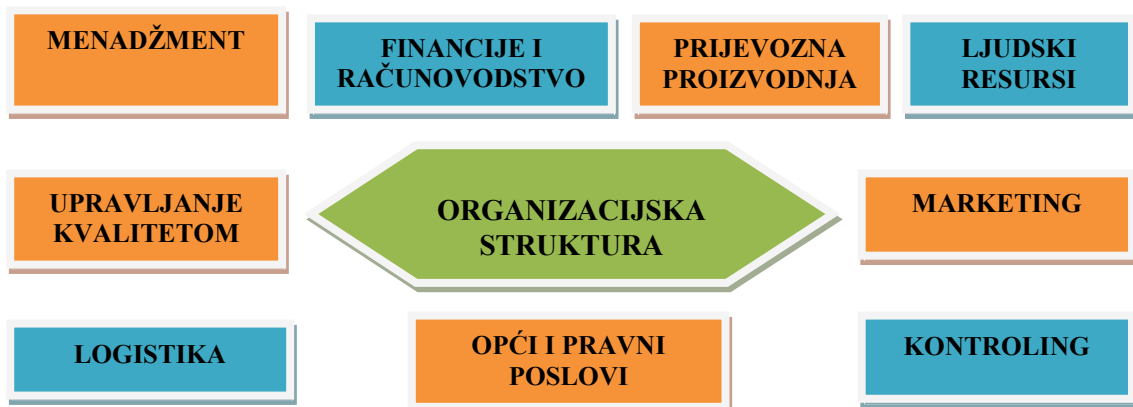 MENADŽMENT
FINANCIJE I
RAČUNOVODSTVO
PRIJEVOZNA
PROIZVODNJA
LJUDSKI
RESURSI
UPRAVLJANJE
KVALITETOM
ORGANIZACIJSKA
STRUKTURA
MARKETING
LOGISTIKA
OPĆI I PRAVNI
POSLOVI
KONTROLING